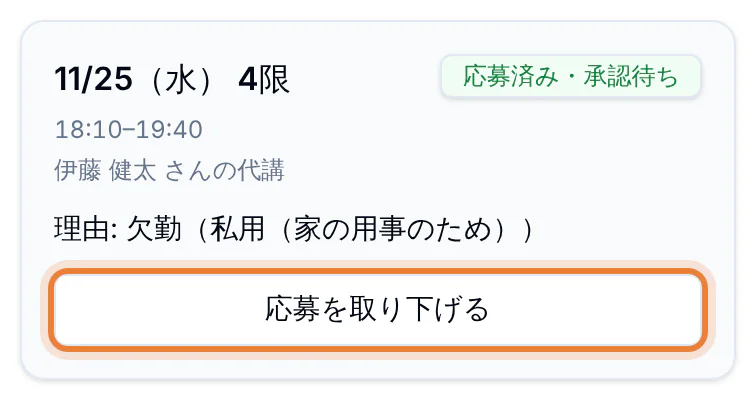 11/25（水） 4限
応募済み・承認待ち
18:10–19:40
伊藤 健太 さんの代講
理由: 欠勤（私用（家の用事のため））
応募を取り下げる